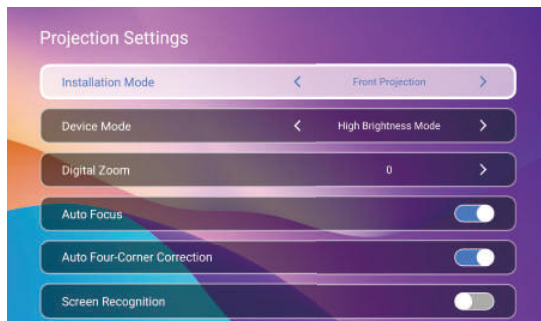 Projection Settings
Installation Mode < Front Projection >
Device Mode < High Brightness Mode >
Digital Zoom 0 >
Auto Focus
Auto Four-Corner Correction
Screen Recognition